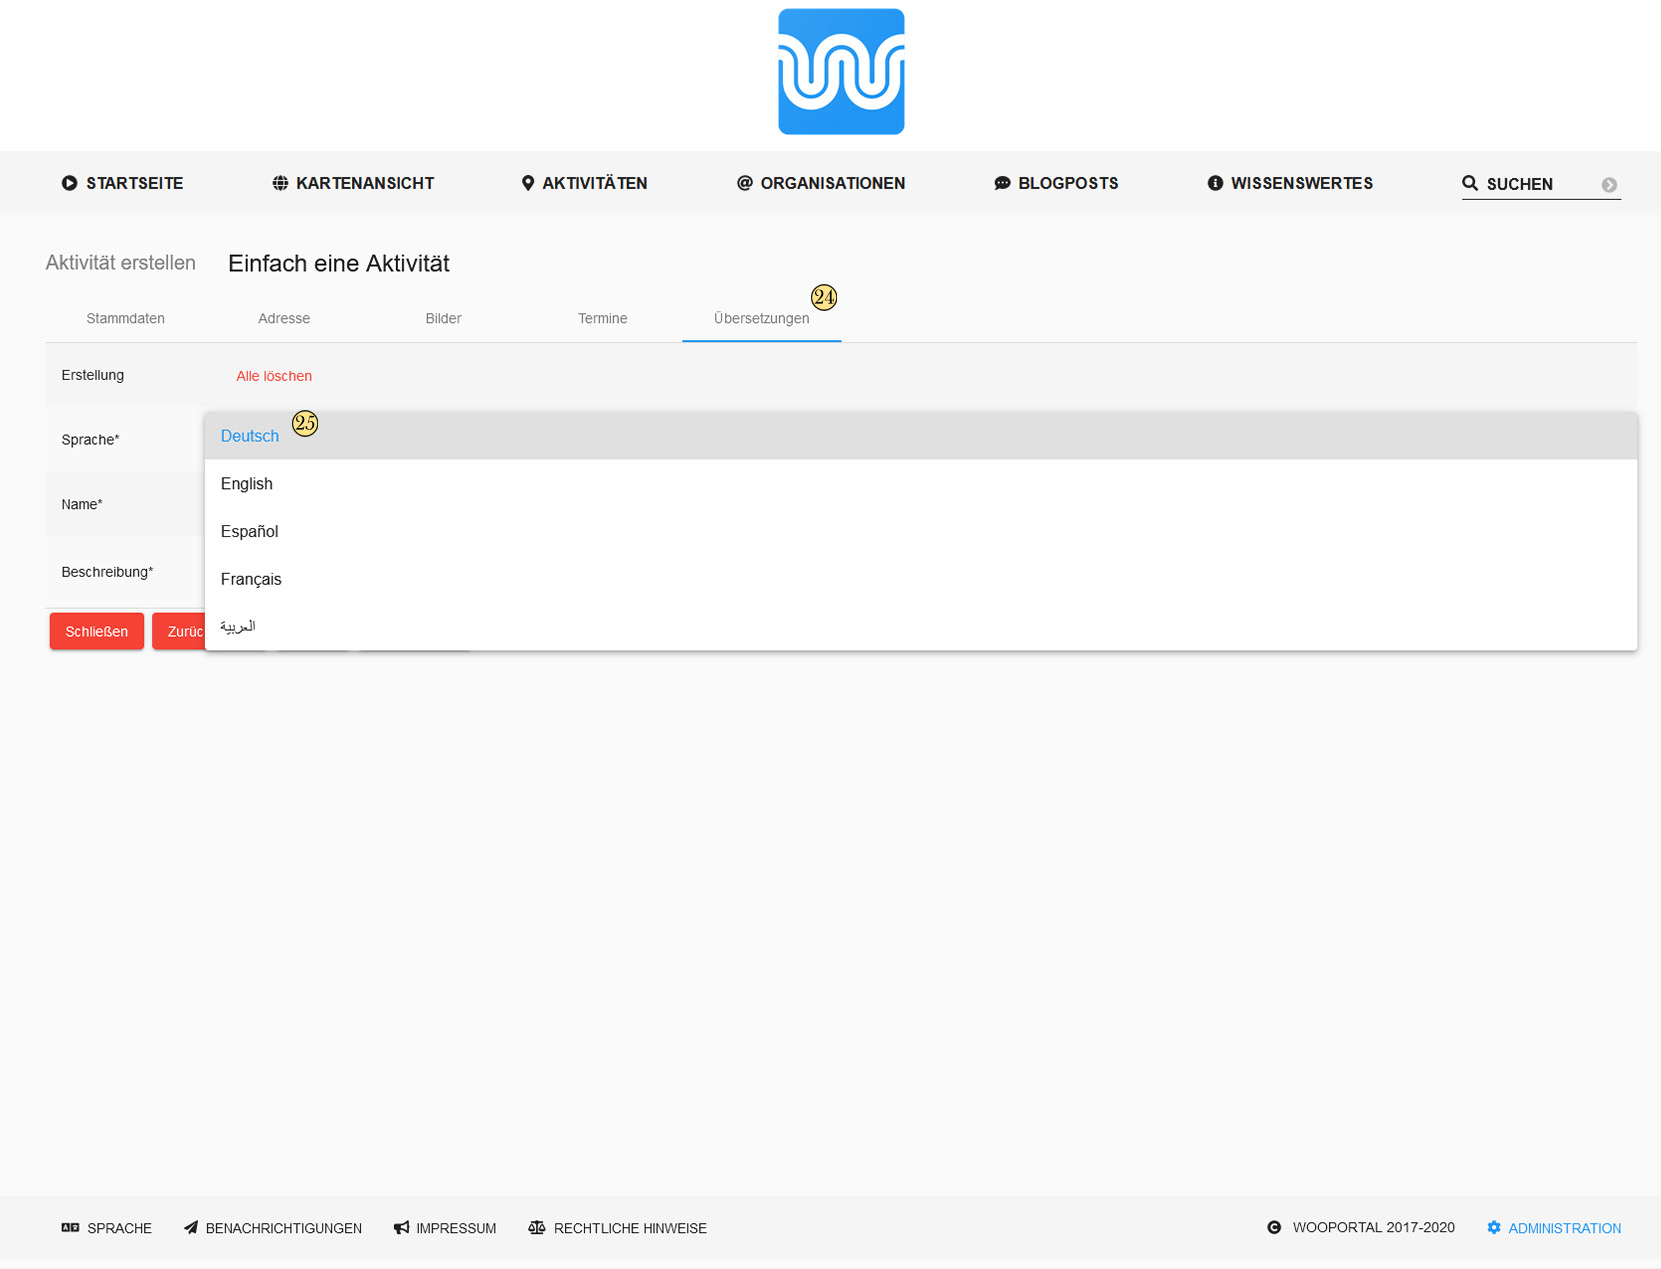 STARTSEITE KARTENANSICHT AKTIVITÄTEN ORGANISATIONEN BLOGPOSTS WISSENSWERTES SUCHEN
Aktivität erstellen Einfach eine Aktivität
24
Stammdaten Adresse Bilder Termine Übersetzungen
Erstellung Alle löschen
25
Sprache* Deutsch
English
Name*
Español
Beschreibung* Français
Schließen Zurüc العربية
SPRACHE BENACHRICHTIGUNGEN IMPRESSUM RECHTLICHE HINWEISE WOOPORTAL 2017-2020 ADMINISTRATION